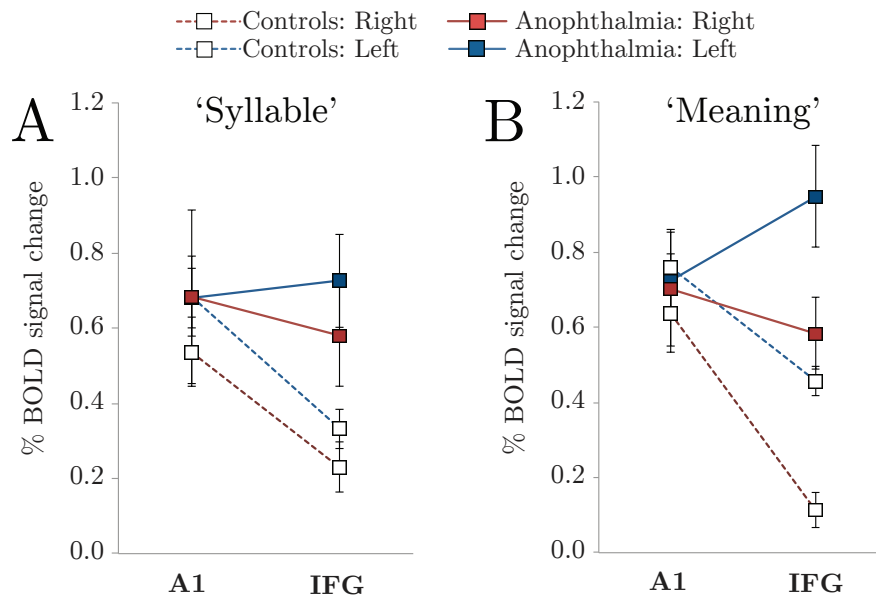 Controls: Right Anophthalmia: Right
Controls: Left Anophthalmia: Left
A
‘Syllable’
% BOLD signal change
1.2
1.0
0.8
0.6
0.4
0.2
0.0
A1 IFG
B
‘Meaning’
% BOLD signal change
1.2
1.0
0.8
0.6
0.4
0.2
0.0
A1 IFG